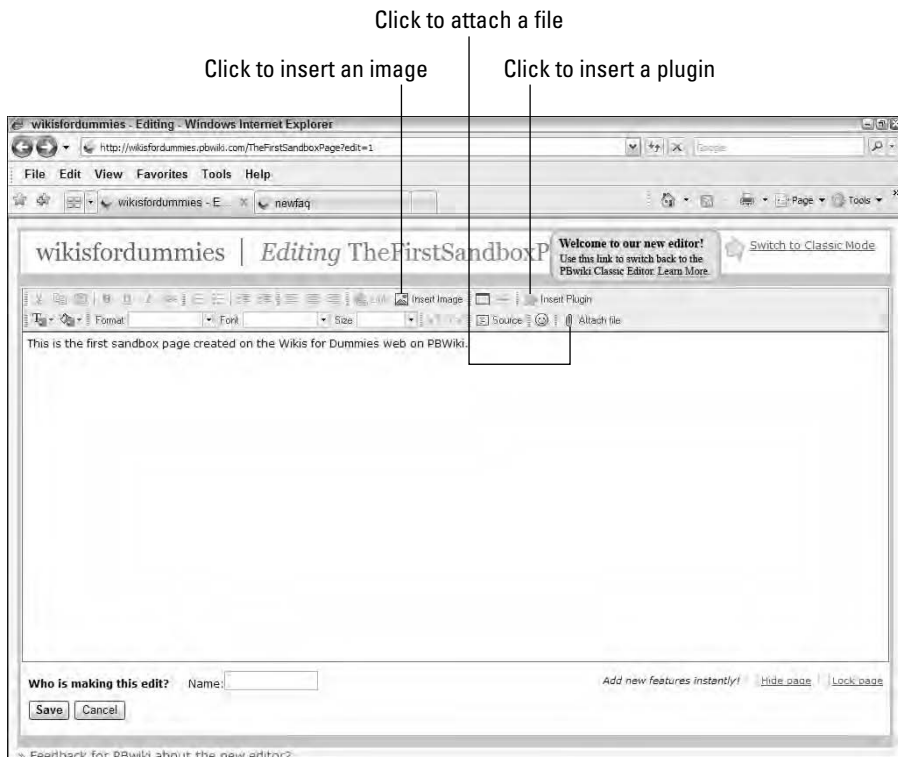 Click to attach a file
Click to insert an image
Click to insert a plugin
wikisfordummies - Editing - Windows Internet Explorer
http://wikisfordummies.pbwiki.com/TheFirstSandboxPage?edit=1
Google
File Edit View Favorites Tools Help
wikisfordummies - E
newfaq
Page
Tools
wikisfordummies | Editing TheFirstSandboxP
Welcome to our new editor!
Use this link to switch back to the
PBwiki Classic Editor Learn More
Switch to Classic Mode
Insert Image
Insert Plugin
Format
Font
Size
Source
Attach file
This is the first sandbox page created on the Wikis for Dummies web on PBWiki.
Who is making this edit? Name:
Add new features instantly! Hide page Lock page
Save Cancel
» Feedback for PBwiki about the new editor?